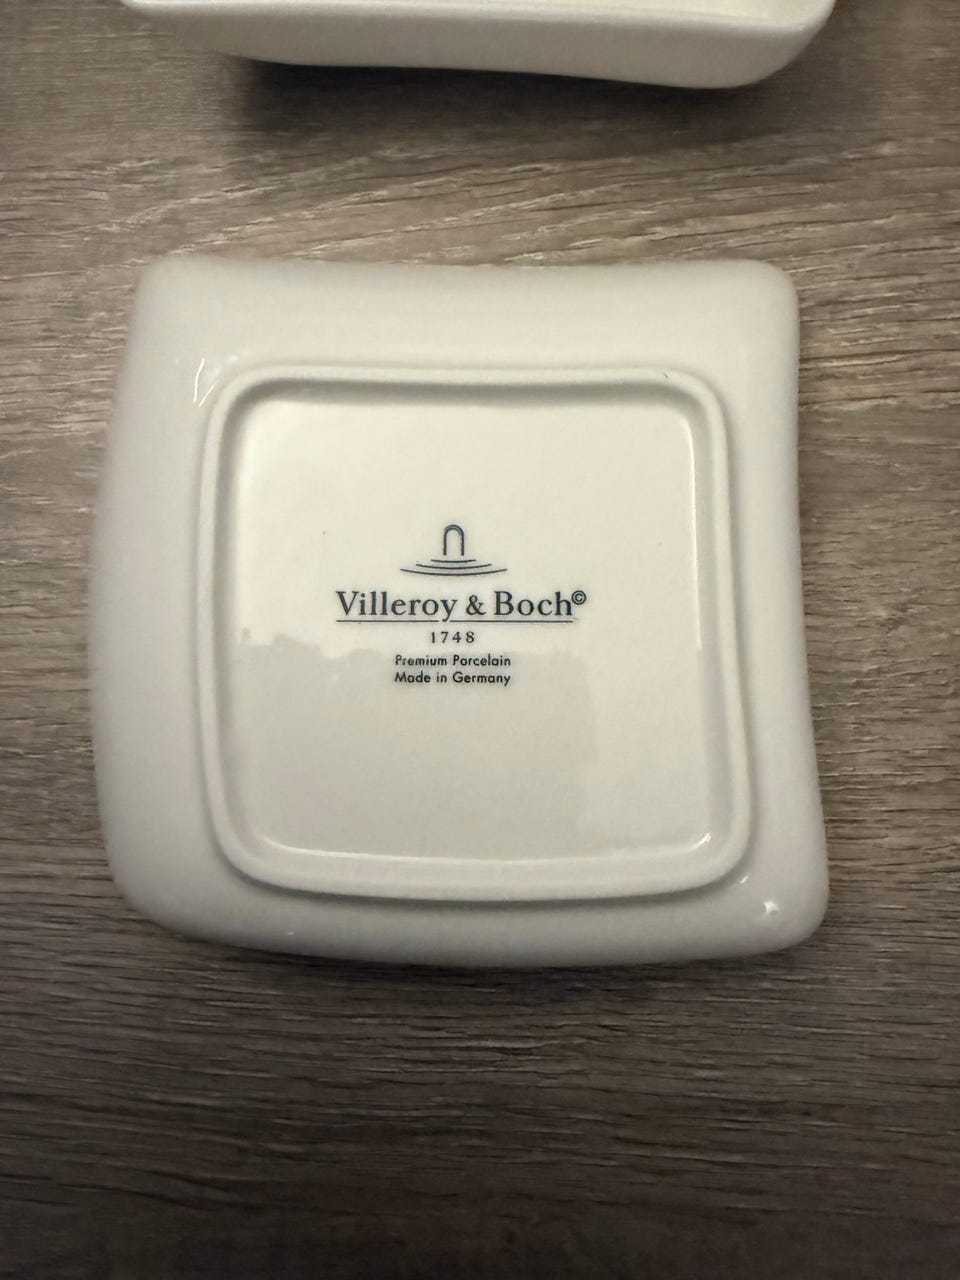 Villeroy & Boch©
1748
Premium Porcelain
Made in Germany